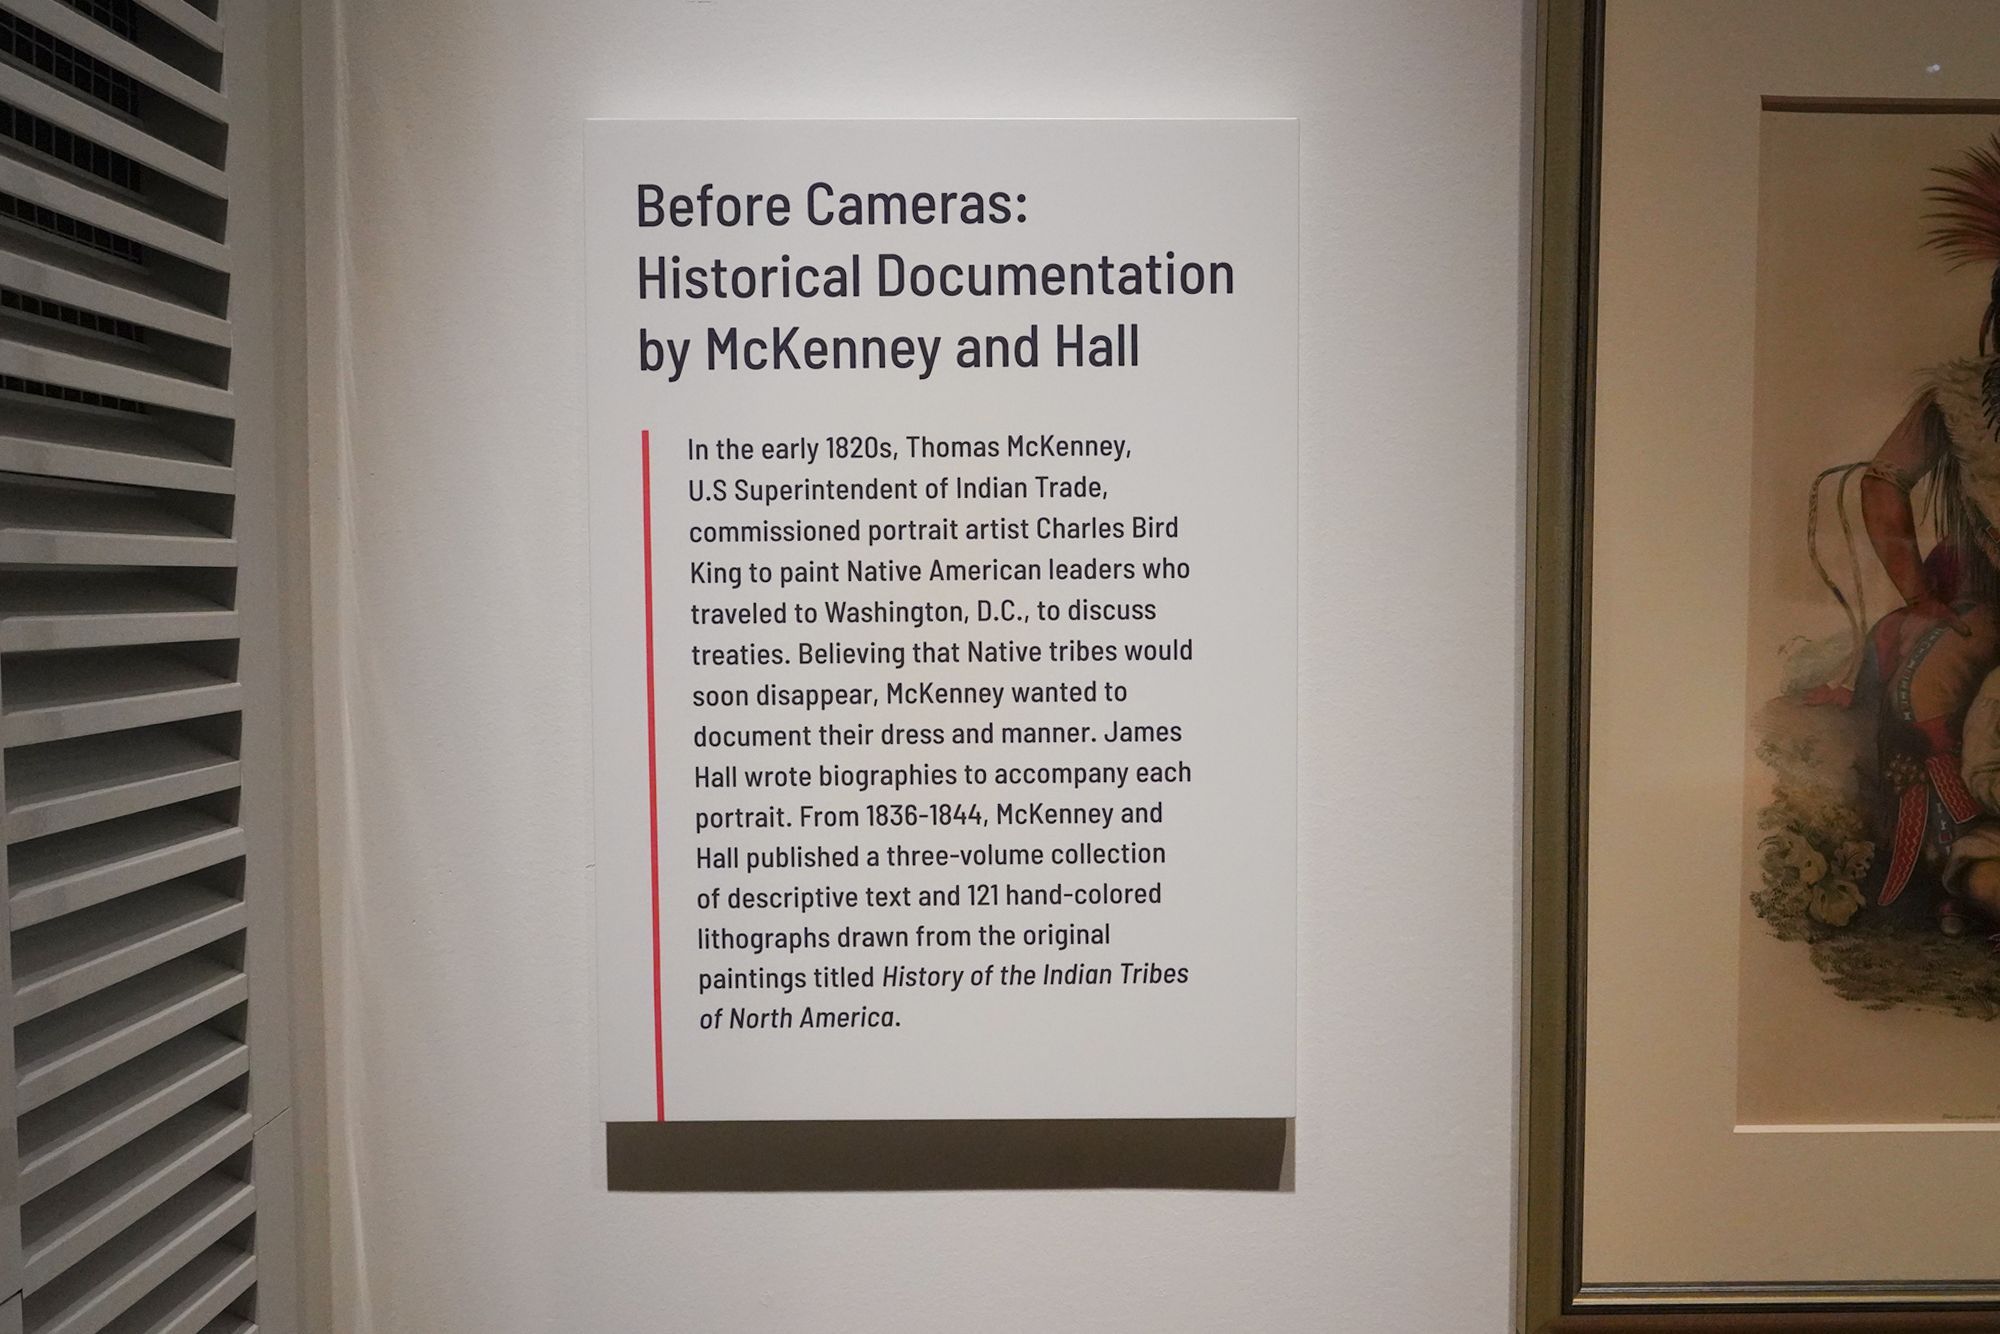 Before Cameras:
Historical Documentation
by McKenney and Hall
In the early 1820s, Thomas McKenney,
U.S Superintendent of Indian Trade,
commissioned portrait artist Charles Bird
King to paint Native American leaders who
traveled to Washington, D.C., to discuss
treaties. Believing that Native tribes would
soon disappear, McKenney wanted to
document their dress and manner. James
Hall wrote biographies to accompany each
portrait. From 1836-1844, McKenney and
Hall published a three-volume collection
of descriptive text and 121 hand-colored
lithographs drawn from the original
paintings titled History of the Indian Tribes
of North America.